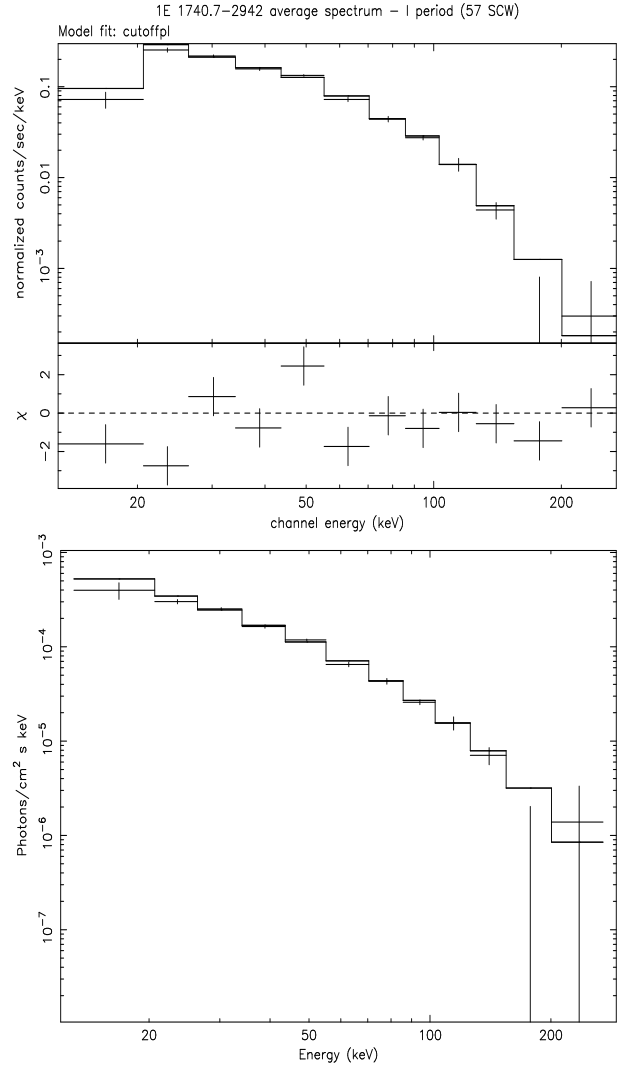 1E 1740.7−2942 average spectrum − I period (57 SCW)
Model fit: cutoffpl
normalized counts/sec/keV
0.1
0.01
10⁻³
χ
2
0
−2
20
50
100
200
channel energy (keV)
Photons/cm² s keV
10⁻³
10⁻⁴
10⁻⁵
10⁻⁶
10⁻⁷
20
50
100
200
Energy (keV)